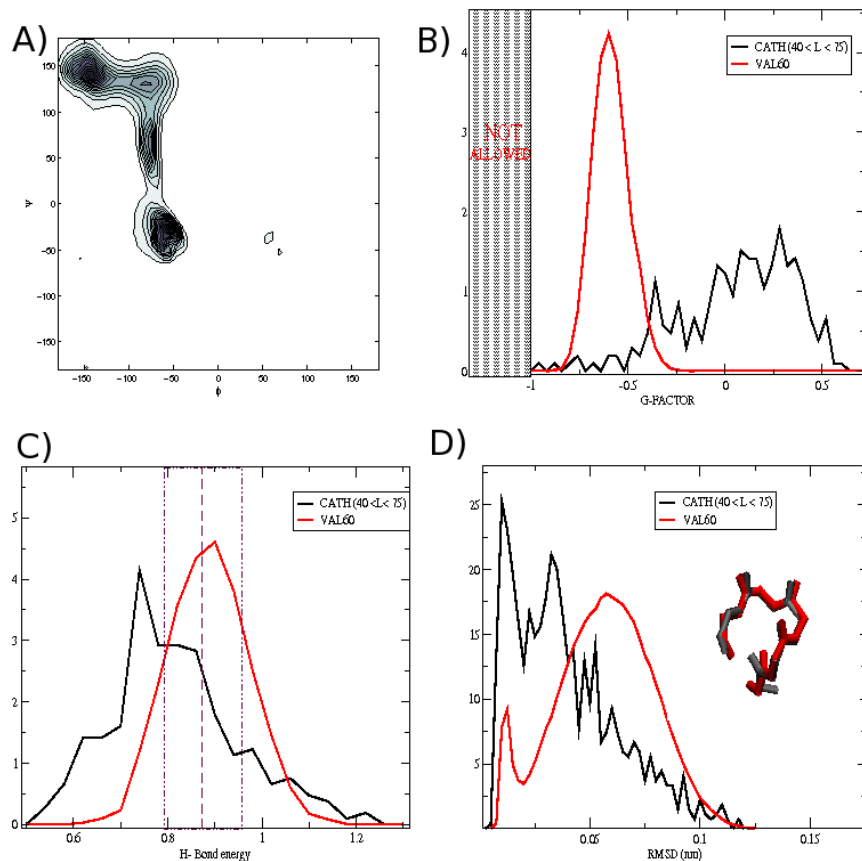 A)
150
100
50
0
-50
-100
-150
Ψ
-150
-100
-50
0
50
100
150
ϕ
B)
4
3
2
1
0
NOT
ALLOWED
CATH (40<L<75)
VAL60
-1
-0.5
0
0.5
G-FACTOR
C)
5
4
3
2
1
0
CATH (40<L<75)
VAL60
0.6
0.8
1
1.2
H- Bond energy
D)
25
20
15
10
5
0
CATH (40<L<75)
VAL60
0.05
0.1
0.15
RMSD (nm)